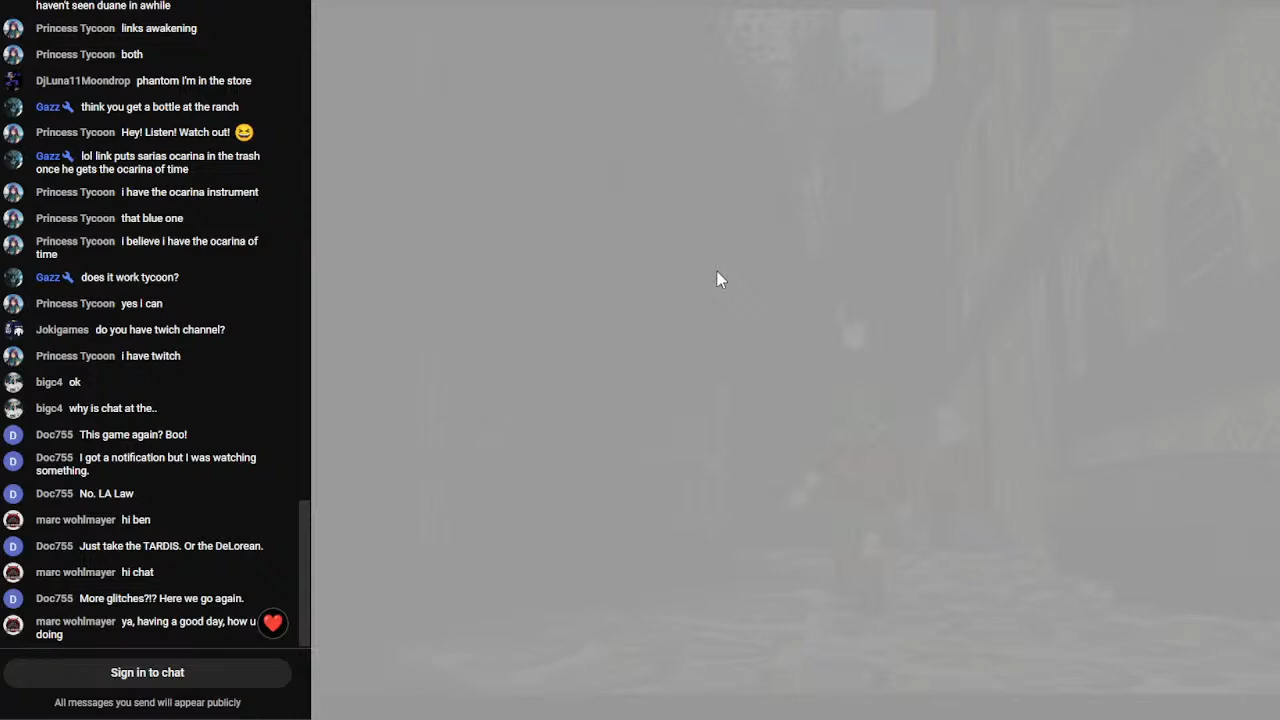 haven't seen duane in awhile
Princess Tycoon links awakening
Princess Tycoon both
DjLuna11Moondrop phantom I'm in the store
Gazz think you get a bottle at the ranch
Princess Tycoon Hey! Listen! Watch out! 😆
Gazz lol link puts sarias ocarina in the trash
once he gets the ocarina of time
Princess Tycoon i have the ocarina instrument
Princess Tycoon that blue one
Princess Tycoon i believe i have the ocarina of
time
Gazz does it work tycoon?
Princess Tycoon yes i can
Jokigames do you have twich channel?
Princess Tycoon i have twitch
bigc4 ok
bigc4 why is chat at the..
D Doc755 This game again? Boo!
D Doc755 I got a notification but I was watching
something.
D Doc755 No. LA Law
marc wohlmayer hi ben
D Doc755 Just take the TARDIS. Or the DeLorean.
marc wohlmayer hi chat
D Doc755 More glitches?!? Here we go again.
marc wohlmayer ya, having a good day, how u
doing
Sign in to chat
All messages you send will appear publicly